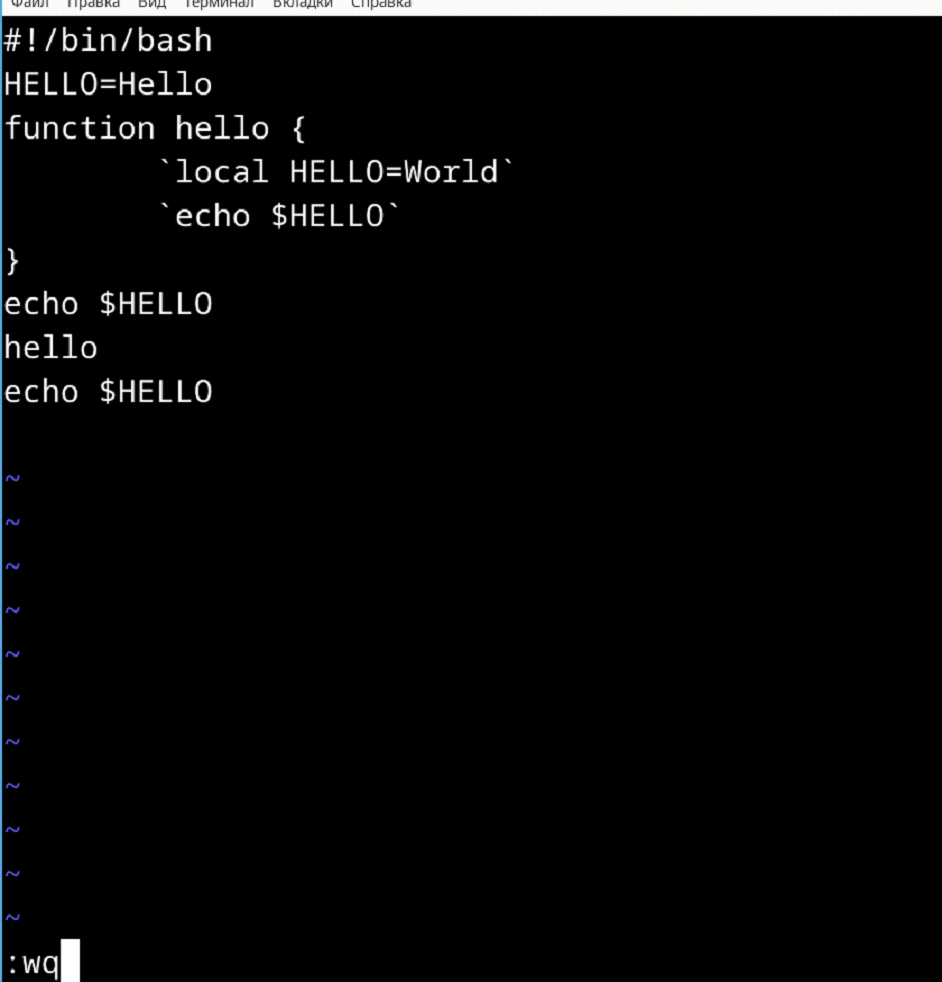 Файл Правка Вид Терминал Вкладки Справка
#!/bin/bash
HELLO=Hello
function hello {
        `local HELLO=World`
        `echo $HELLO`
}
echo $HELLO
hello
echo $HELLO
~
~
~
~
~
~
~
~
~
~
~
:wq